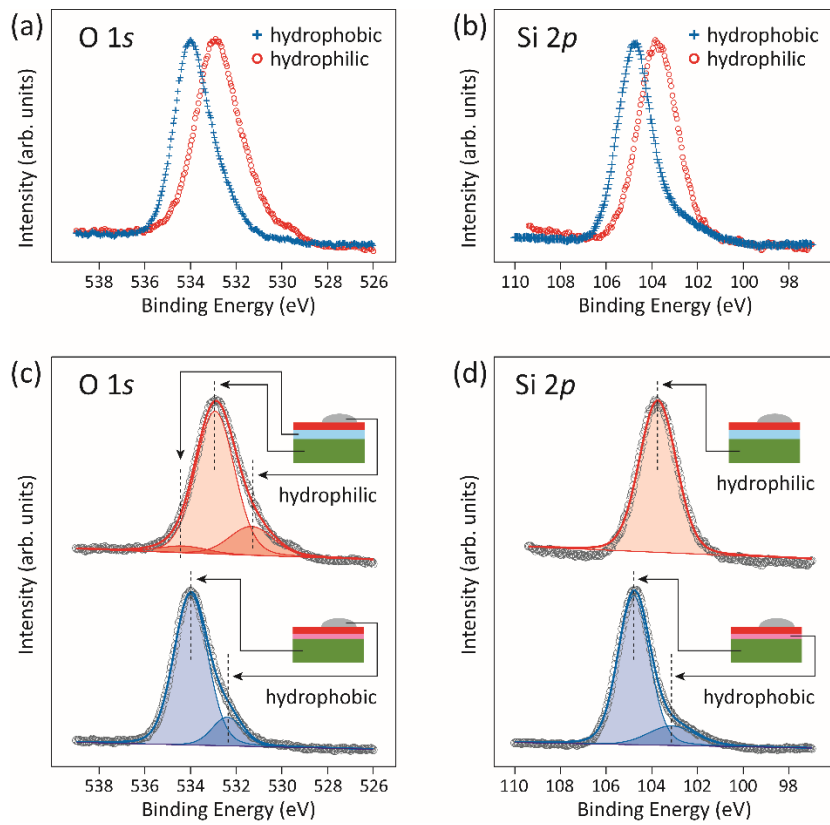 (a) O 1s
+ hydrophobic
○ hydrophilic
Intensity (arb. units)
538 536 534 532 530 528 526
Binding Energy (eV)
(b) Si 2p
+ hydrophobic
○ hydrophilic
Intensity (arb. units)
110 108 106 104 102 100 98
Binding Energy (eV)
(c) O 1s
hydrophilic
hydrophobic
Intensity (arb. units)
538 536 534 532 530 528 526
Binding Energy (eV)
(d) Si 2p
hydrophilic
hydrophobic
Intensity (arb. units)
110 108 106 104 102 100 98
Binding Energy (eV)